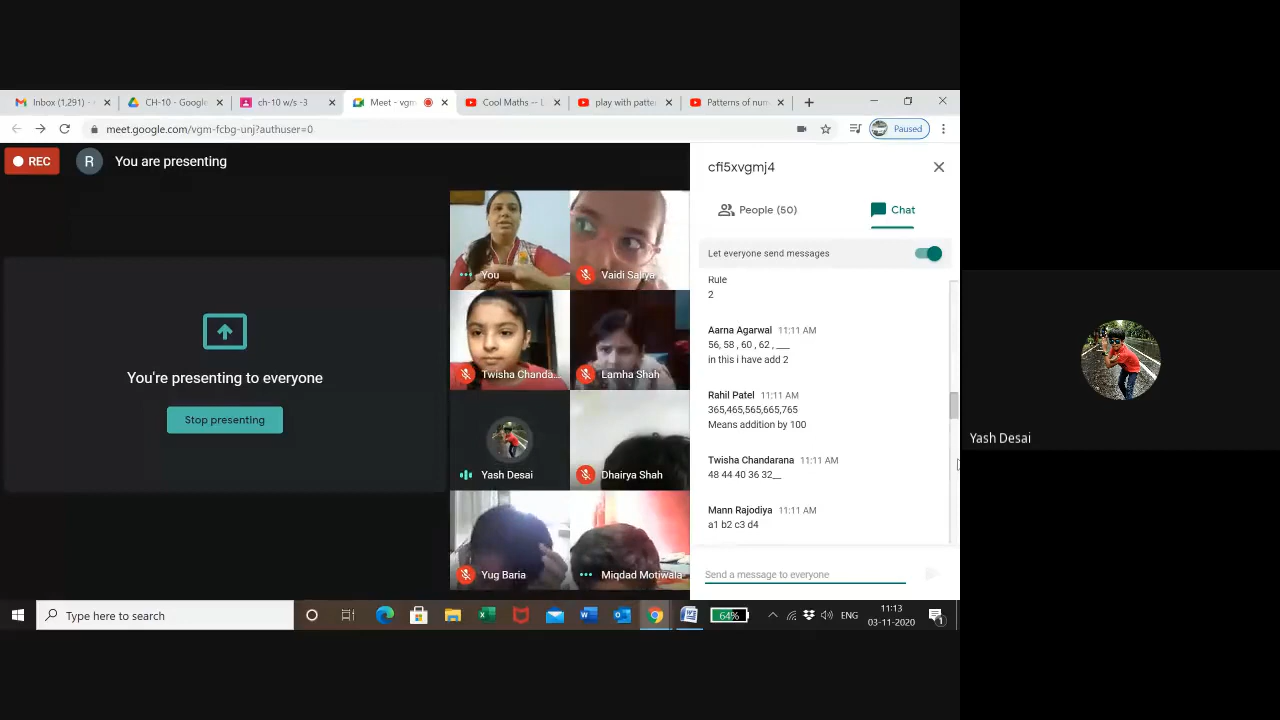 Inbox (1,291) -
CH-10 - Google
ch-10 w/s -3
Meet - vgm
Cool Maths -- L
play with patte
Patterns of num
meet.google.com/vgm-fcbg-unj?authuser=0
Paused
REC
R
You are presenting
cfi5xvgmj4
People (50)
Chat
Let everyone send messages
Rule
2
Aarna Agarwal 11:11 AM
56, 58 , 60 , 62 , ___
in this i have add 2
Rahil Patel 11:11 AM
365,465,565,665,765
Means addition by 100
Twisha Chandarana 11:11 AM
48 44 40 36 32__
Mann Rajodiya 11:11 AM
a1 b2 c3 d4
Send a message to everyone
You're presenting to everyone
Stop presenting
You
Vaidi Saliya
Twisha Chanda...
Lamha Shah
Yash Desai
Dhairya Shah
Yug Baria
Miqdad Motiwala
Yash Desai
Type here to search
64%
ENG
11:13
03-11-2020
1